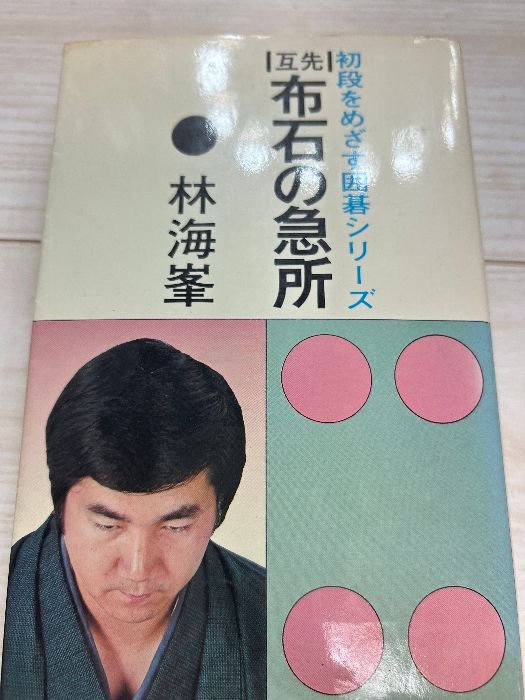 初段をめざす囲碁シリーズ
互先
布石の急所
林海峯